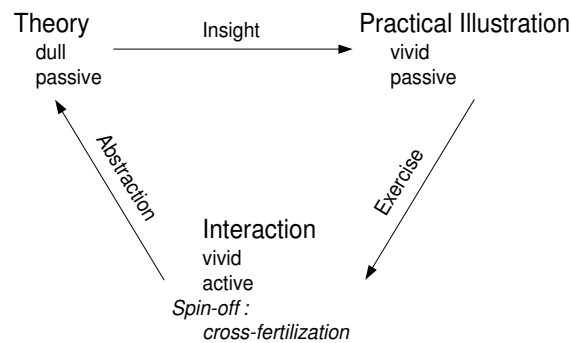 Theory
dull
passive
Insight
Practical Illustration
vivid
passive
Abstraction
Exercise
Interaction
vivid
active
Spin-off :
cross-fertilization